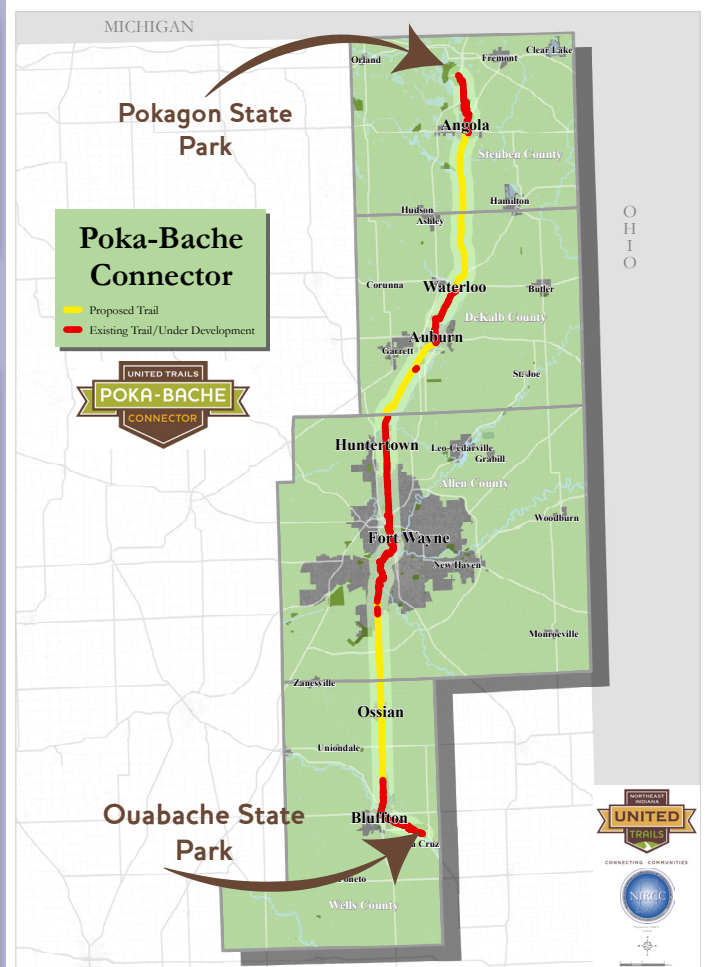 MICHIGAN
Orland
Fremont
Clear Lake
Pokagon State
Park
Angola
Steuben County
Hamilton
Hudson
Ashley
O
H
I
O
Poka-Bache
Connector
Proposed Trail
Existing Trail/Under Development
Corunna
Waterloo
Butler
DeKalb County
Auburn
Garrett
St. Joe
UNITED TRAILS
POKA-BACHE
CONNECTOR
Huntertown
Leo-Cedarville
Grabill
Allen County
Woodburn
Fort Wayne
New Haven
Monroeville
Zanesville
Ossian
Uniondale
Ouabache State
Park
Bluffton
a Cruz
oneto
Wells County
NORTHEAST
INDIANA
UNITED
TRAILS
CONNECTING COMMUNITIES
NIRCC